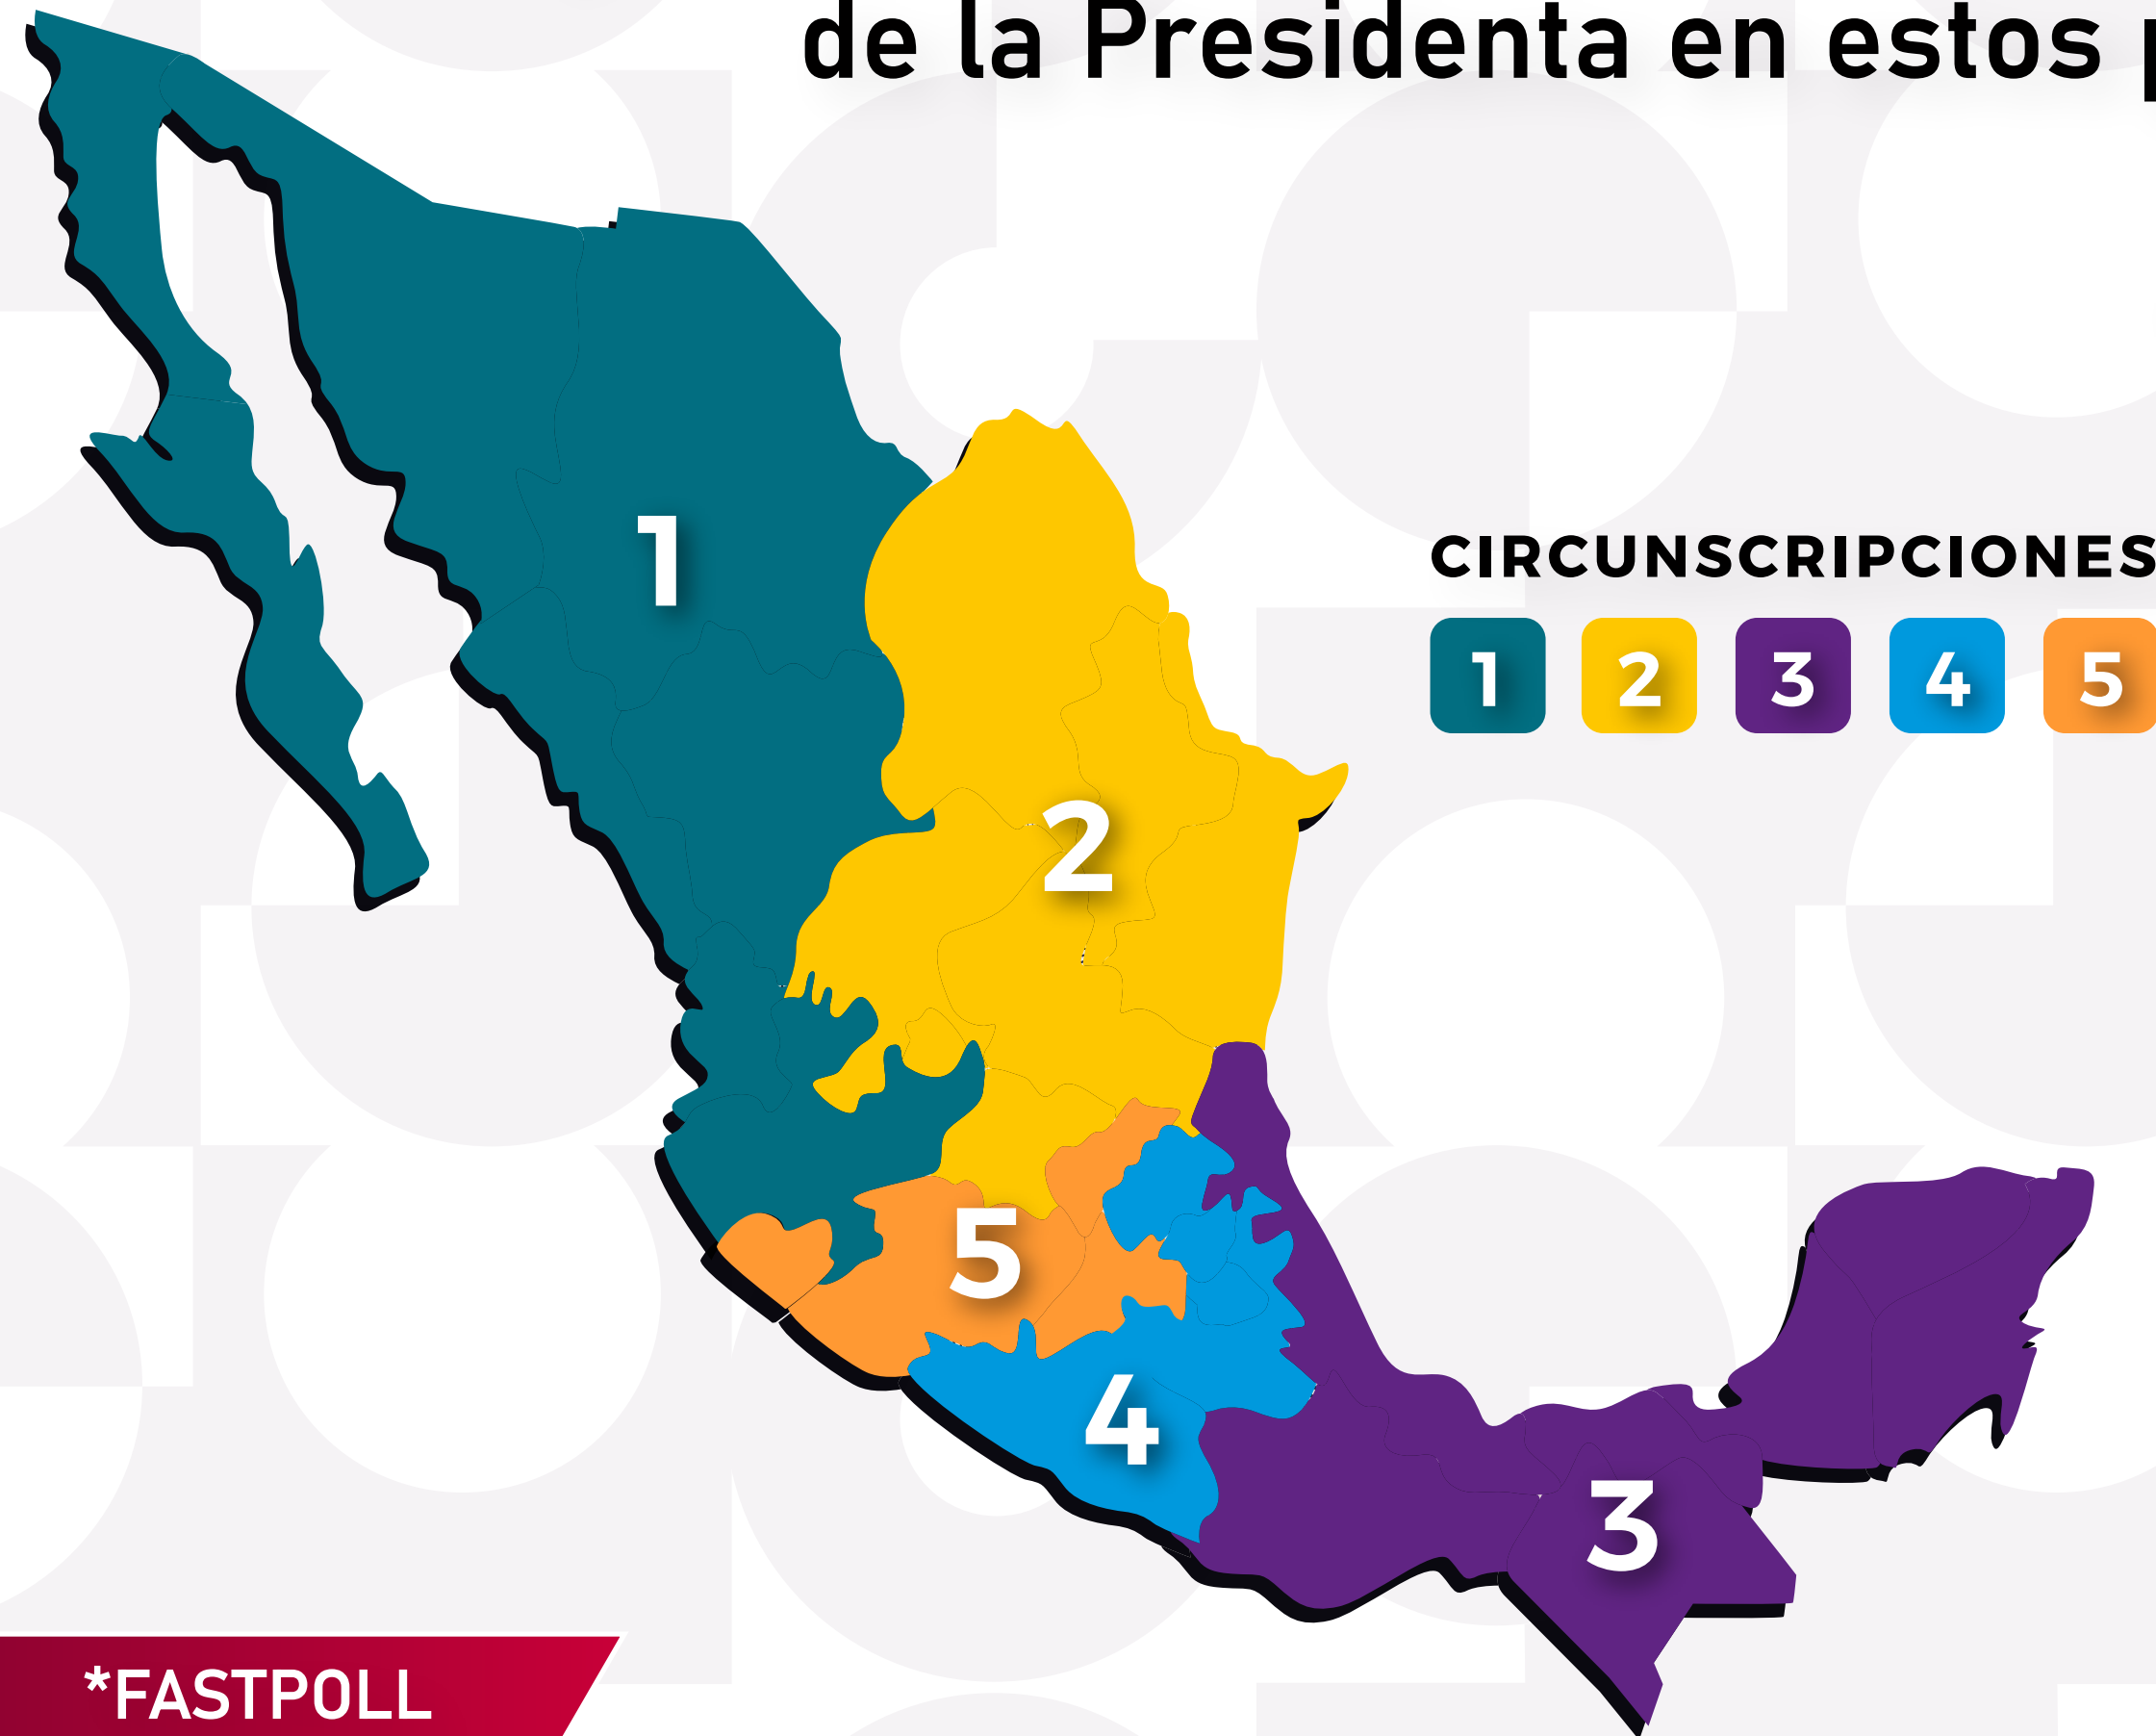 de la Presidenta en estos p
1
CIRCUNSCRIPCIONES
1 2 3 4 5
2
5
4
3
*FASTPOLL